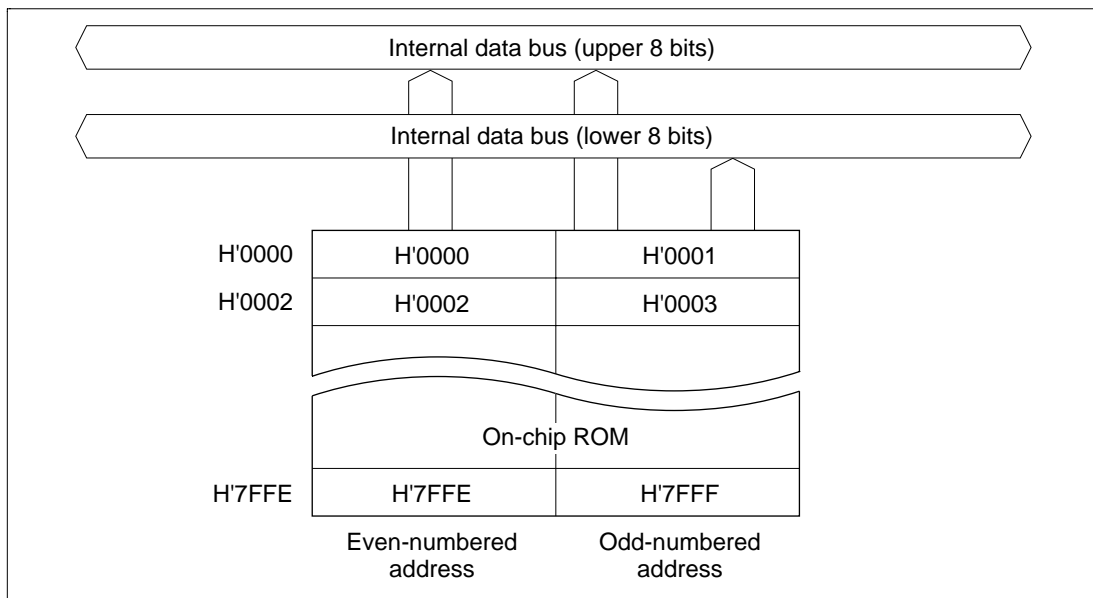 Internal data bus (upper 8 bits)
Internal data bus (lower 8 bits)
H'0000 H'0000 H'0001
H'0002 H'0002 H'0003
On-chip ROM
H'7FFE H'7FFE H'7FFF
Even-numbered Odd-numbered
address address